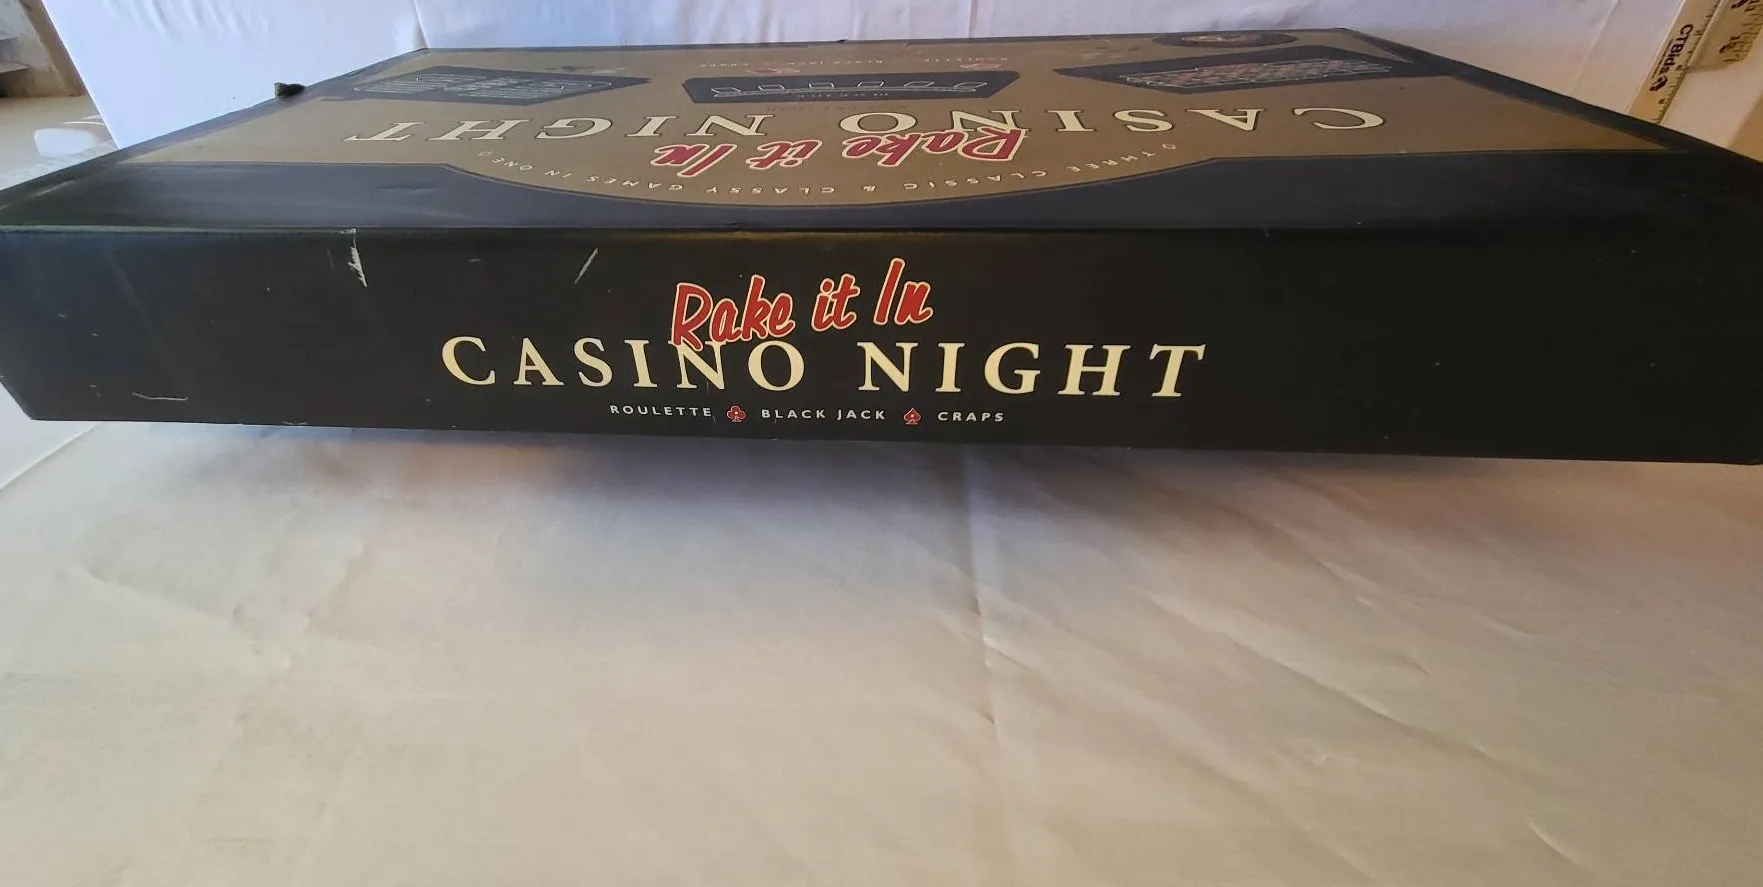 CASINO NIGHT
Rake it In
THREE CLASSIC & CLASSY GAMES IN ONE
Rake it In
CASINO NIGHT
ROULETTE BLACK JACK CRAPS
CTBids